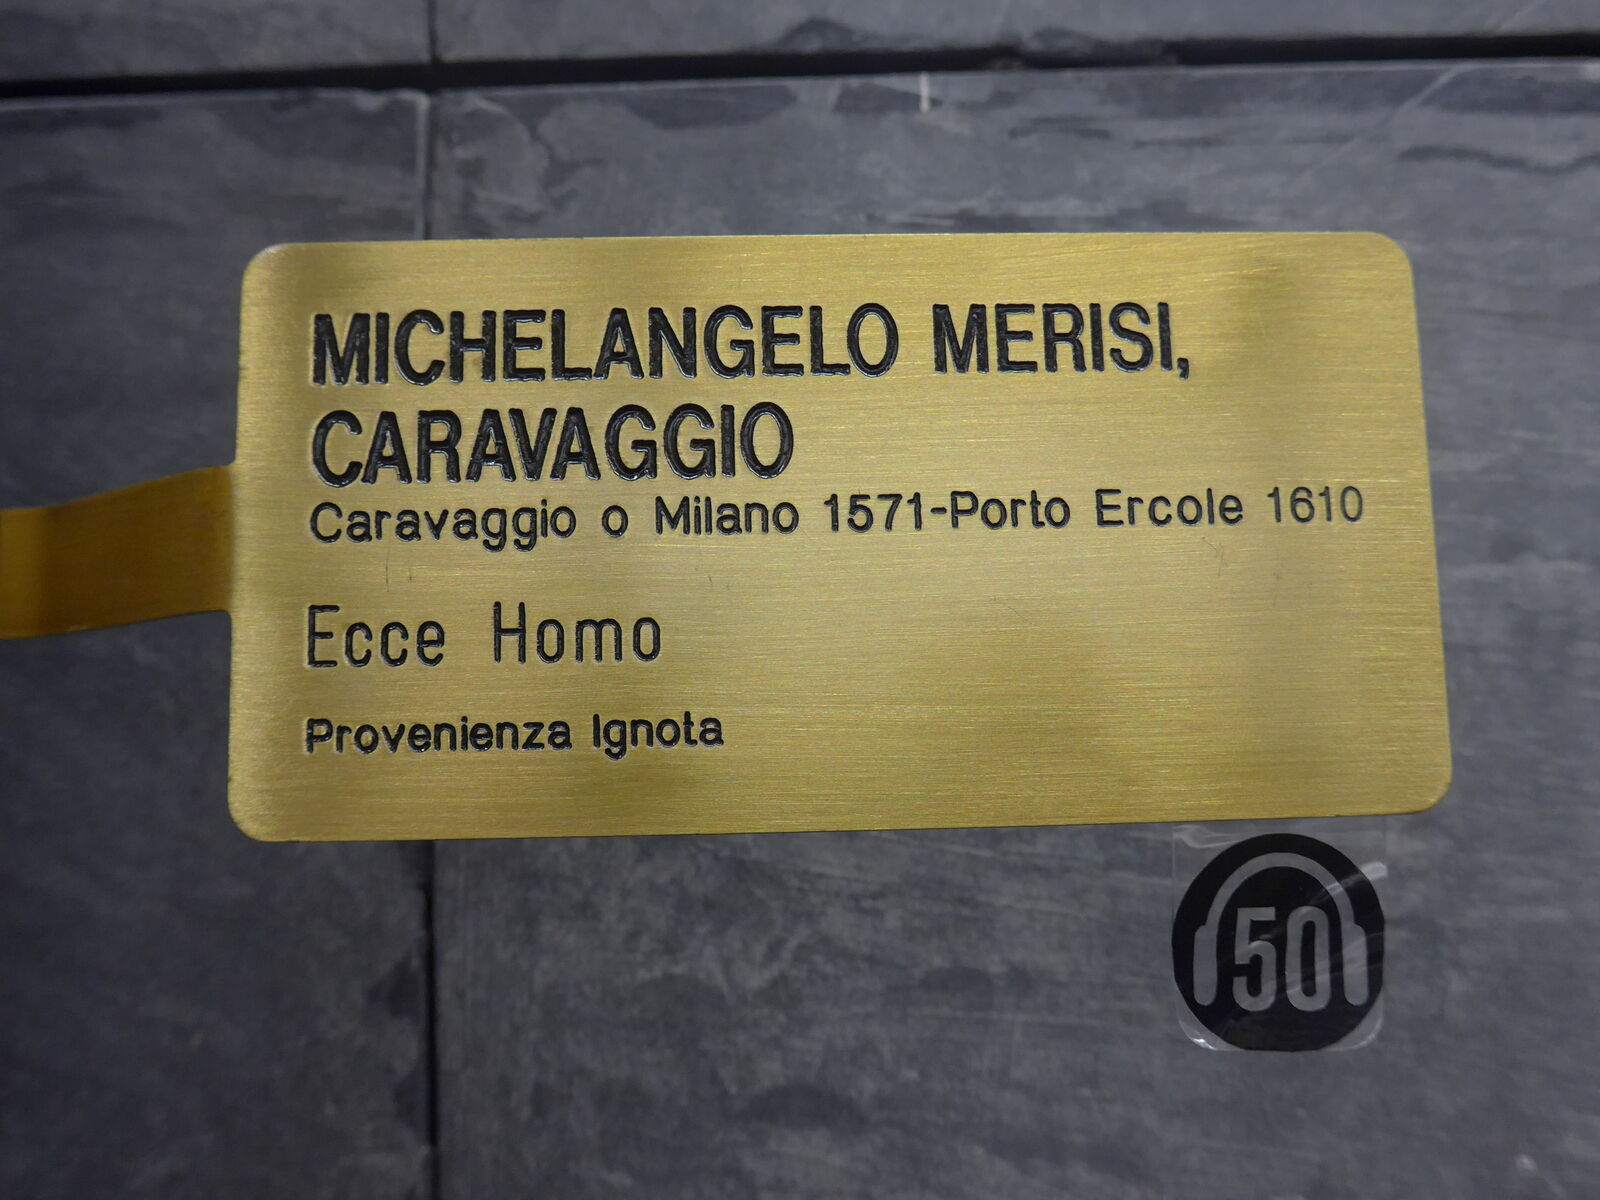 MICHELANGELO MERISI,
CARAVAGGIO
Caravaggio o Milano 1571-Porto Ercole 1610
Ecce Homo
Provenienza Ignota
50